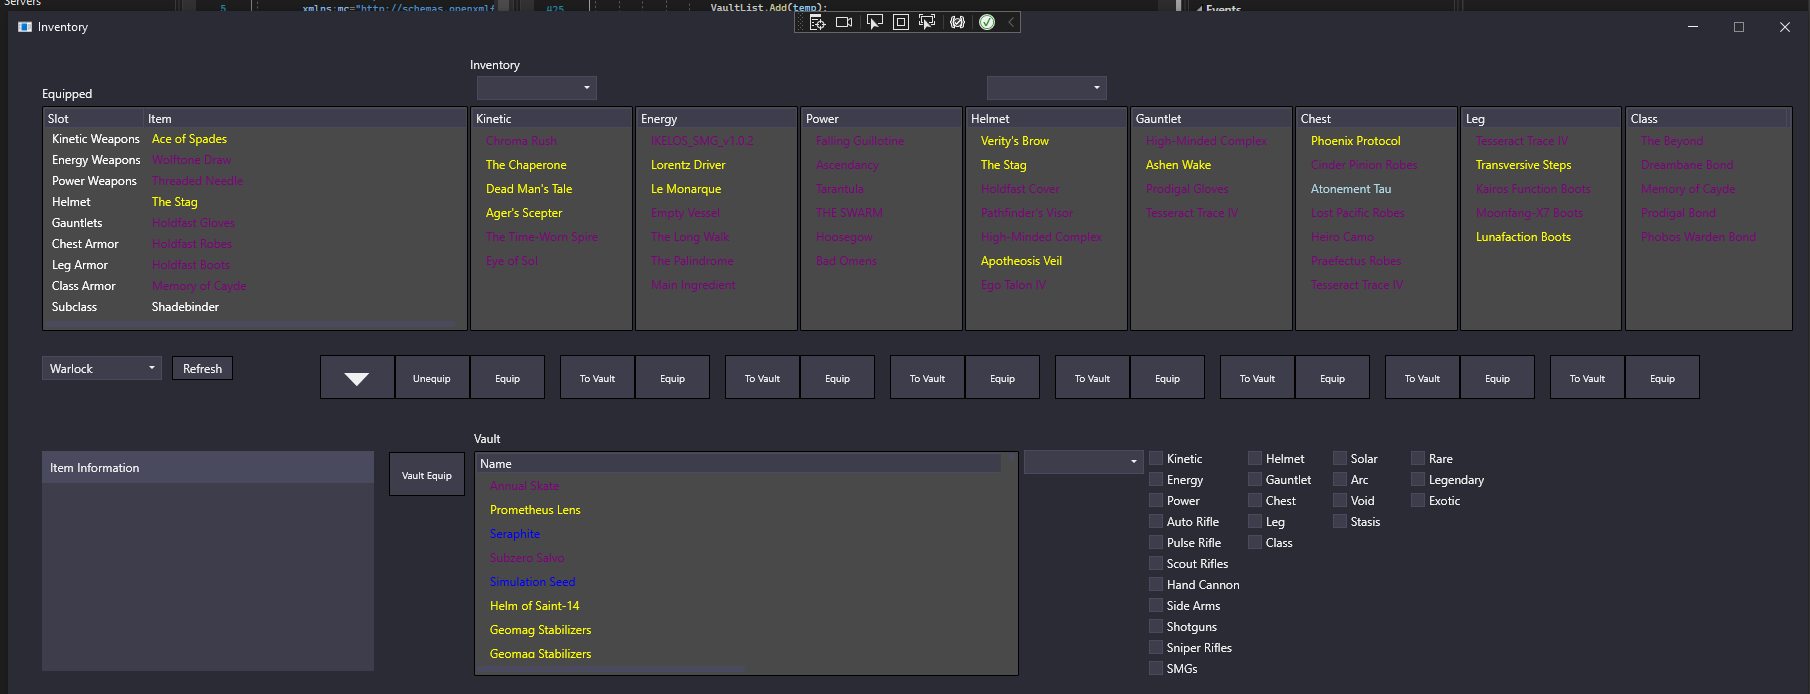 Servers
5
xmlns:mc="http://schemas.openxmlf
425
VaultList.Add(temp);
Events
Inventory
Inventory
Equipped
Slot Item
Kinetic Weapons Ace of Spades
Energy Weapons Wolftone Draw
Power Weapons Threaded Needle
Helmet The Stag
Gauntlets Holdfast Gloves
Chest Armor Holdfast Robes
Leg Armor Holdfast Boots
Class Armor Memory of Cayde
Subclass Shadebinder
Kinetic
Chroma Rush
The Chaperone
Dead Man's Tale
Ager's Scepter
The Time-Worn Spire
Eye of Sol
Energy
IKELOS_SMG_v1.0.2
Lorentz Driver
Le Monarque
Empty Vessel
The Long Walk
The Palindrome
Main Ingredient
Power
Falling Guillotine
Ascendancy
Tarantula
THE SWARM
Hoosegow
Bad Omens
Helmet
Verity's Brow
The Stag
Holdfast Cover
Pathfinder's Visor
High-Minded Complex
Apotheosis Veil
Ego Talon IV
Gauntlet
High-Minded Complex
Ashen Wake
Prodigal Gloves
Tesseract Trace IV
Chest
Phoenix Protocol
Cinder Pinion Robes
Atonement Tau
Lost Pacific Robes
Heiro Camo
Praefectus Robes
Tesseract Trace IV
Leg
Tesseract Trace IV
Transversive Steps
Kairos Function Boots
Moonfang-X7 Boots
Lunafaction Boots
Class
The Beyond
Dreambane Bond
Memory of Cayde
Prodigal Bond
Phobos Warden Bond
Warlock Refresh
Unequip Equip To Vault Equip To Vault Equip To Vault Equip To Vault Equip To Vault Equip To Vault Equip To Vault Equip
Item Information
Vault Equip
Vault
Name
Annual Skate
Prometheus Lens
Seraphite
Subzero Salvo
Simulation Seed
Helm of Saint-14
Geomag Stabilizers
Geomag Stabilizers
Kinetic
Energy
Power
Auto Rifle
Pulse Rifle
Scout Rifles
Hand Cannon
Side Arms
Shotguns
Sniper Rifles
SMGs
Helmet
Gauntlet
Chest
Leg
Class
Solar
Arc
Void
Stasis
Rare
Legendary
Exotic